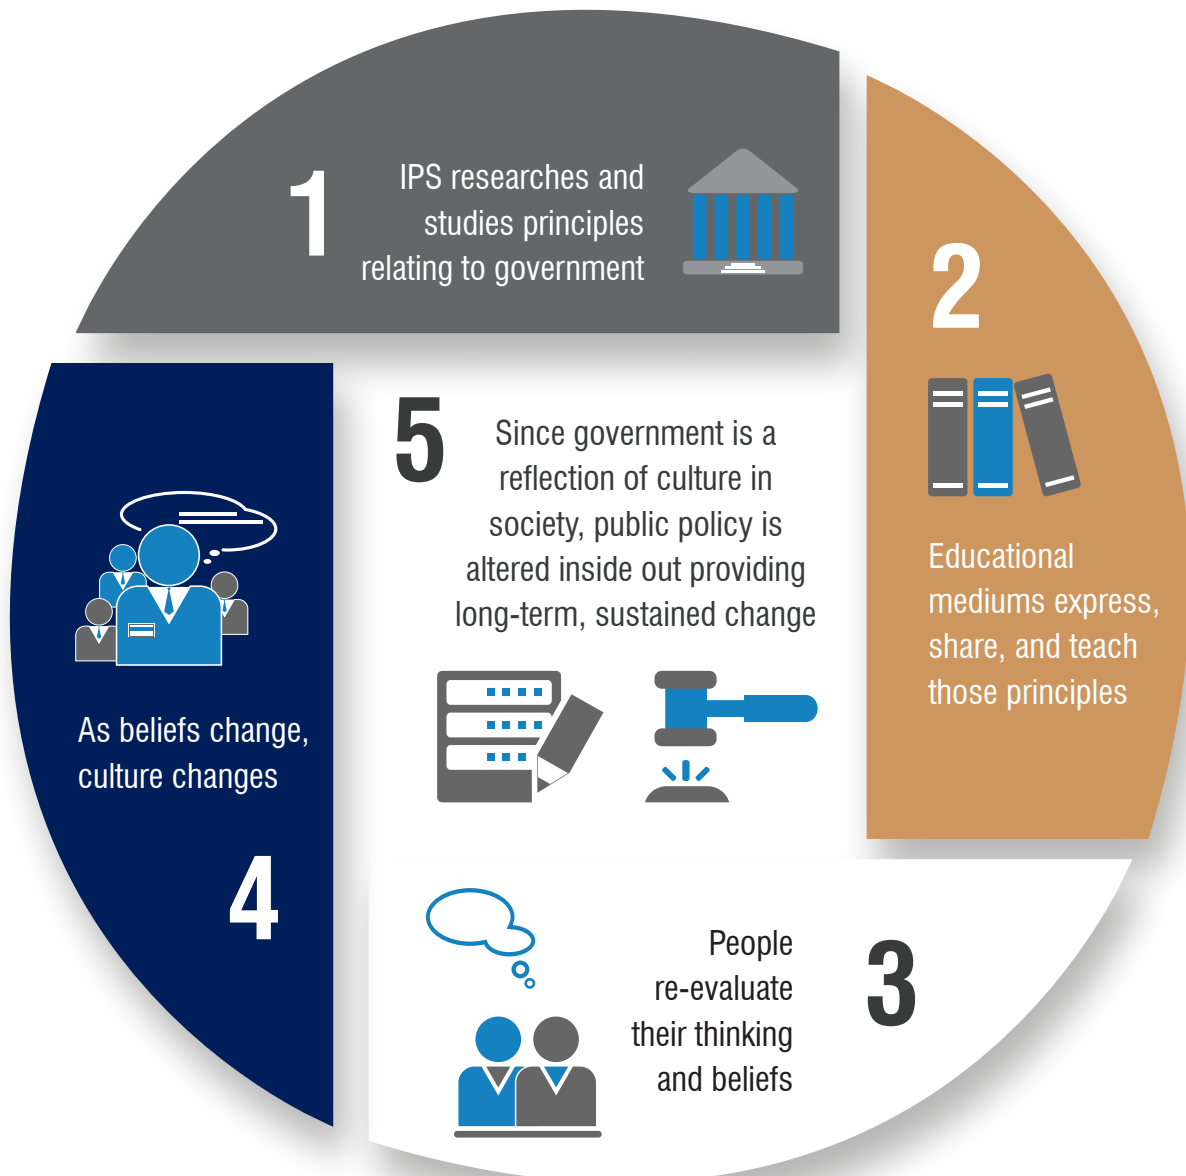 1
IPS researches and
studies principles
relating to government
2
Educational
mediums express,
share, and teach
those principles
3
People
re-evaluate
their thinking
and beliefs
4
As beliefs change,
culture changes
5
Since government is a
reflection of culture in
society, public policy is
altered inside out providing
long-term, sustained change